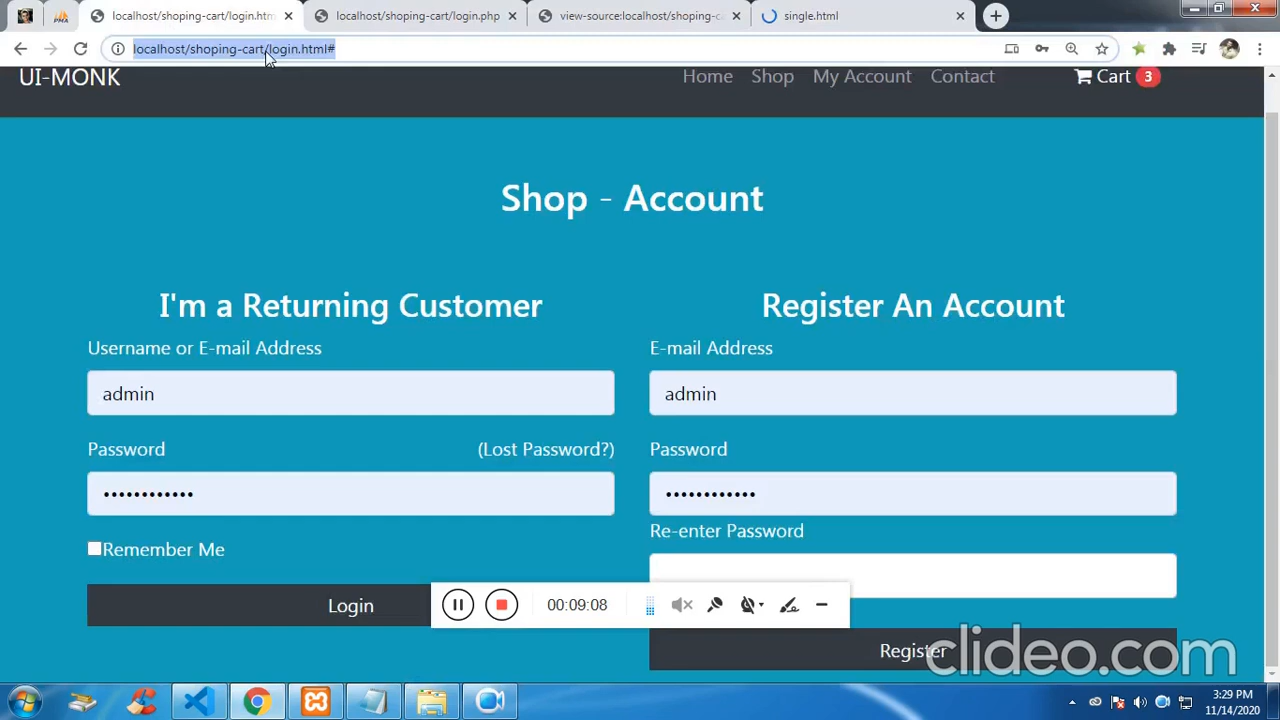 localhost/shoping-cart/login.htm
localhost/shoping-cart/login.php
view-source:localhost/shoping-c
single.html
localhost/shoping-cart/login.html#
UI-MONK
Home Shop My Account Contact Cart 3
Shop - Account
I'm a Returning Customer
Username or E-mail Address
admin
Password (Lost Password?)
••••••••••••
Remember Me
Login
Register An Account
E-mail Address
admin
Password
••••••••••••
Re-enter Password
Register
00:09:08
clideo.com
3:29 PM
11/14/2020